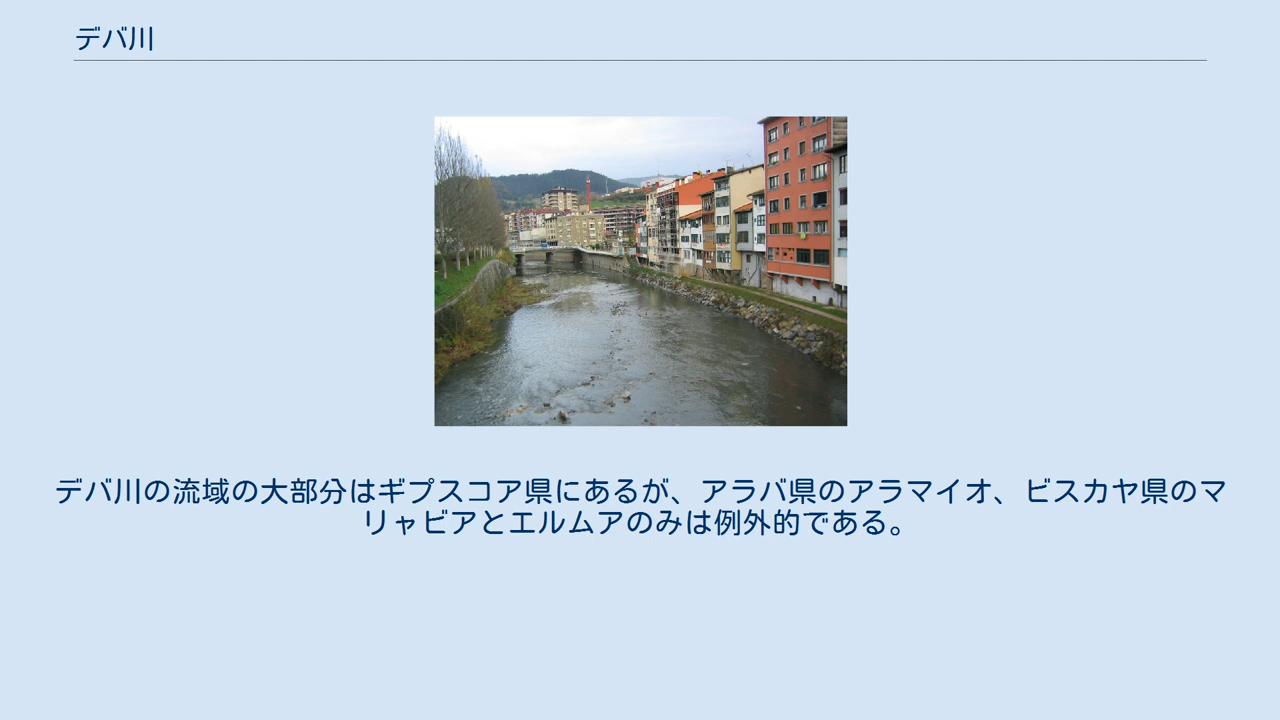 デバ川
デバ川の流域の大部分はギプスコア県にあるが、アラバ県のアラマイオ、ビスカヤ県のマ
リャビアとエルムアのみは例外的である。